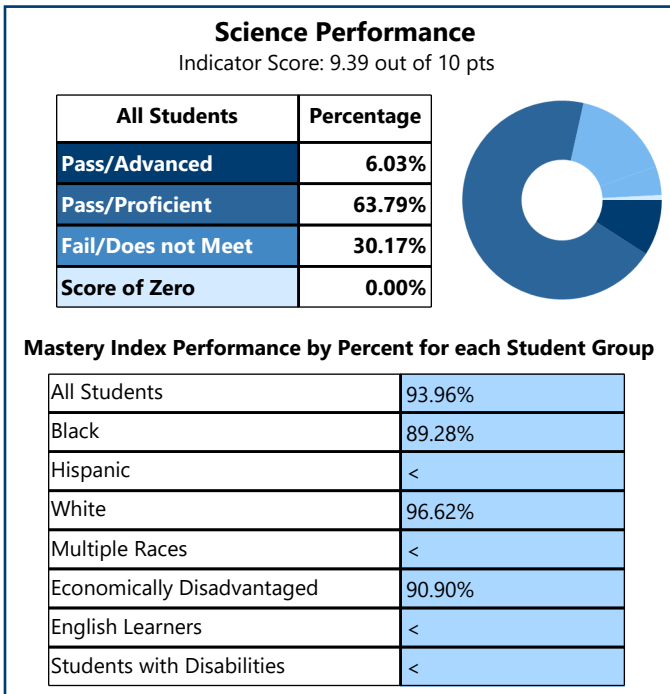 Science Performance
Indicator Score: 9.39 out of 10 pts
All Students Percentage
Pass/Advanced 6.03%
Pass/Proficient 63.79%
Fail/Does not Meet 30.17%
Score of Zero 0.00%
Mastery Index Performance by Percent for each Student Group
All Students 93.96%
Black 89.28%
Hispanic <
White 96.62%
Multiple Races <
Economically Disadvantaged 90.90%
English Learners <
Students with Disabilities <